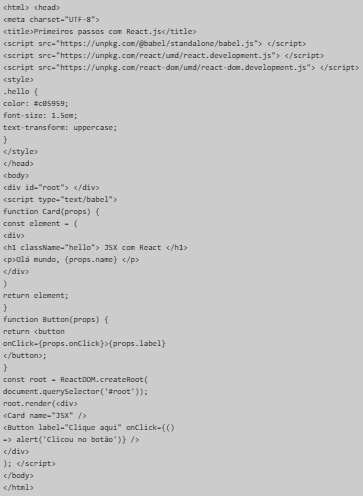 <html> <head>
<meta charset="UTF-8">
<title>Primeiros passos com React.js</title>
<script src="https://unpkg.com/@babel/standalone/babel.js"> </script>
<script src="https://unpkg.com/react/umd/react.development.js"> </script>
<script src="https://unpkg.com/react-dom/umd/react-dom.development.js"> </script>
<style>
.hello {
color: #c05959;
font-size: 1.5em;
text-transform: uppercase;
}
</style>
</head>
<body>
<div id="root"> </div>
<script type="text/babel">
function Card(props) {
const element = (
<div>
<h1 className="hello"> JSX com React </h1>
<p>Olá mundo, {props.name} </p>
</div>
)
return element;
}
function Button(props) {
return <button
onClick={props.onClick}>{props.label}
</button>;
}
const root = ReactDOM.createRoot(
document.querySelector('#root'));
root.render(<div>
<Card name="JSX" />
<Button label="Clique aqui" onClick={()
=> alert('Clicou no botão')} />
</div>
); </script>
</body>
</html>